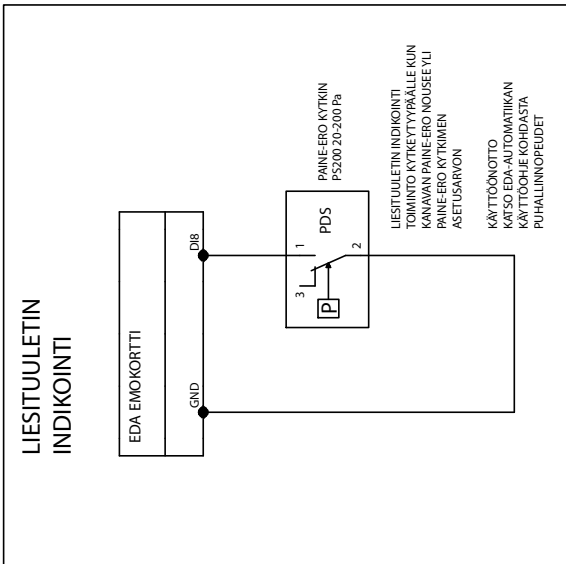 LIESITUULETIN
INDIKOINTI
EDA EMOKORTTI
GND
DI8
PAINE-ERO KYTKIN
PS200 20-200 Pa
PDS
1
2
3
P
LIESITUULETIN INDIKOINTI
TOIMINTO KYTKEYTYYPÄÄLLE KUN
KANAVAN PAINE-ERO NOUSEE YLI
PAINE-ERO KYTKIMEN
ASETUSARVON
KÄYTTÖÖNOTTO
KATSO EDA-AUTOMATIIKAN
KÄYTTÖOHJE KOHDASTA
PUHALLINNOPEUDET